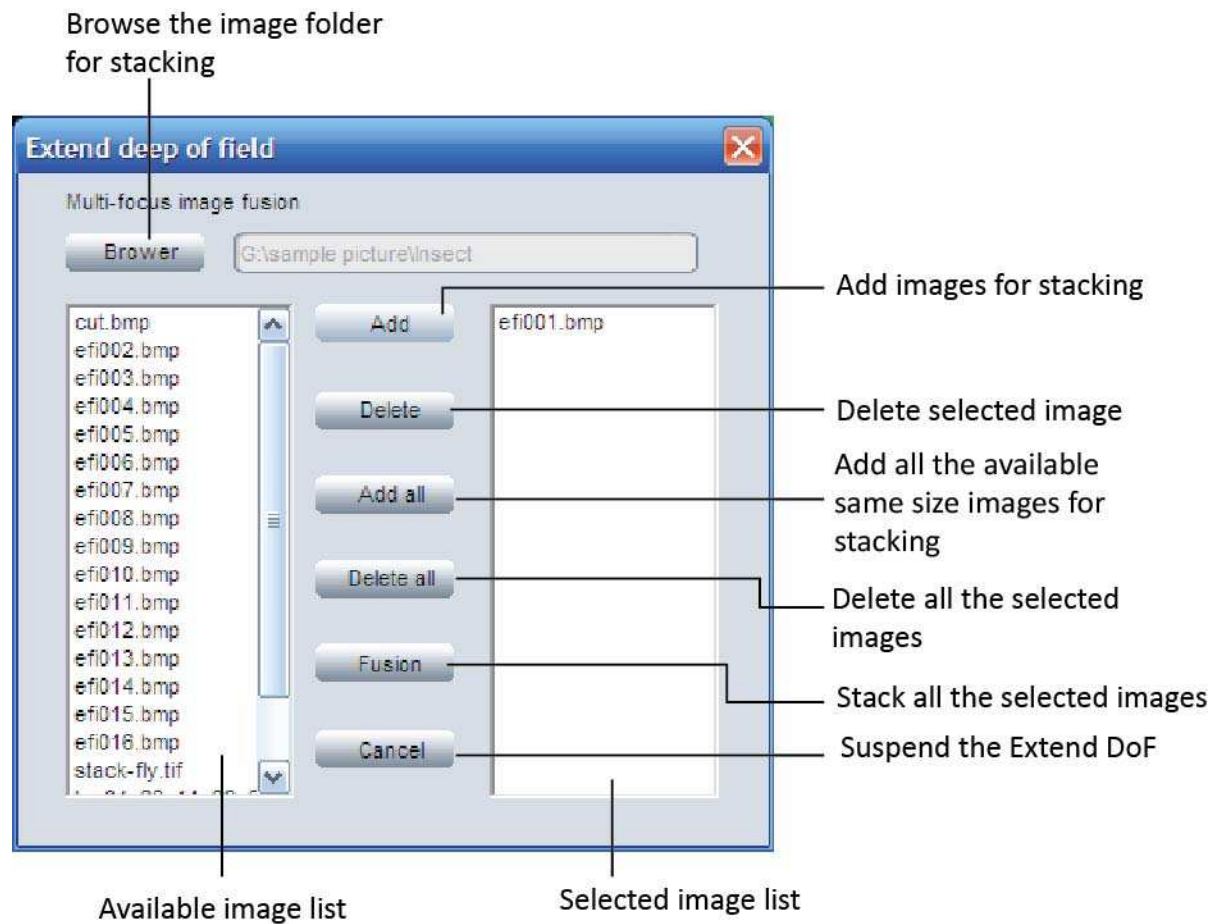 Browse the image folder
for stacking
Extend deep of field
Multi-focus image fusion
Brower
G:\sample picture\Insect
cut.bmp
efi002.bmp
efi003.bmp
efi004.bmp
efi005.bmp
efi006.bmp
efi007.bmp
efi008.bmp
efi009.bmp
efi010.bmp
efi011.bmp
efi012.bmp
efi013.bmp
efi014.bmp
efi015.bmp
efi016.bmp
stack-fly.tif
Add
Delete
Add all
Delete all
Fusion
Cancel
efi001.bmp
Add images for stacking
Delete selected image
Add all the available
same size images for
stacking
Delete all the selected
images
Stack all the selected images
Suspend the Extend DoF
Available image list
Selected image list